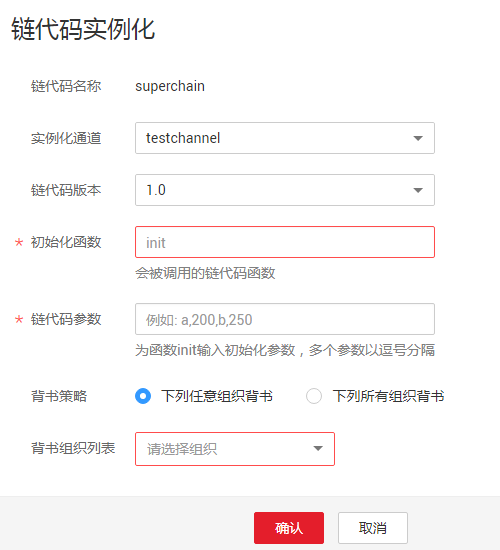 链代码实例化
链代码名称 superchain
实例化通道 testchannel
链代码版本 1.0
* 初始化函数 init
会被调用的链代码函数
* 链代码参数 例如: a,200,b,250
为函数init输入初始化参数，多个参数以逗号分隔
背书策略 下列任意组织背书 下列所有组织背书
背书组织列表 请选择组织
确认 取消